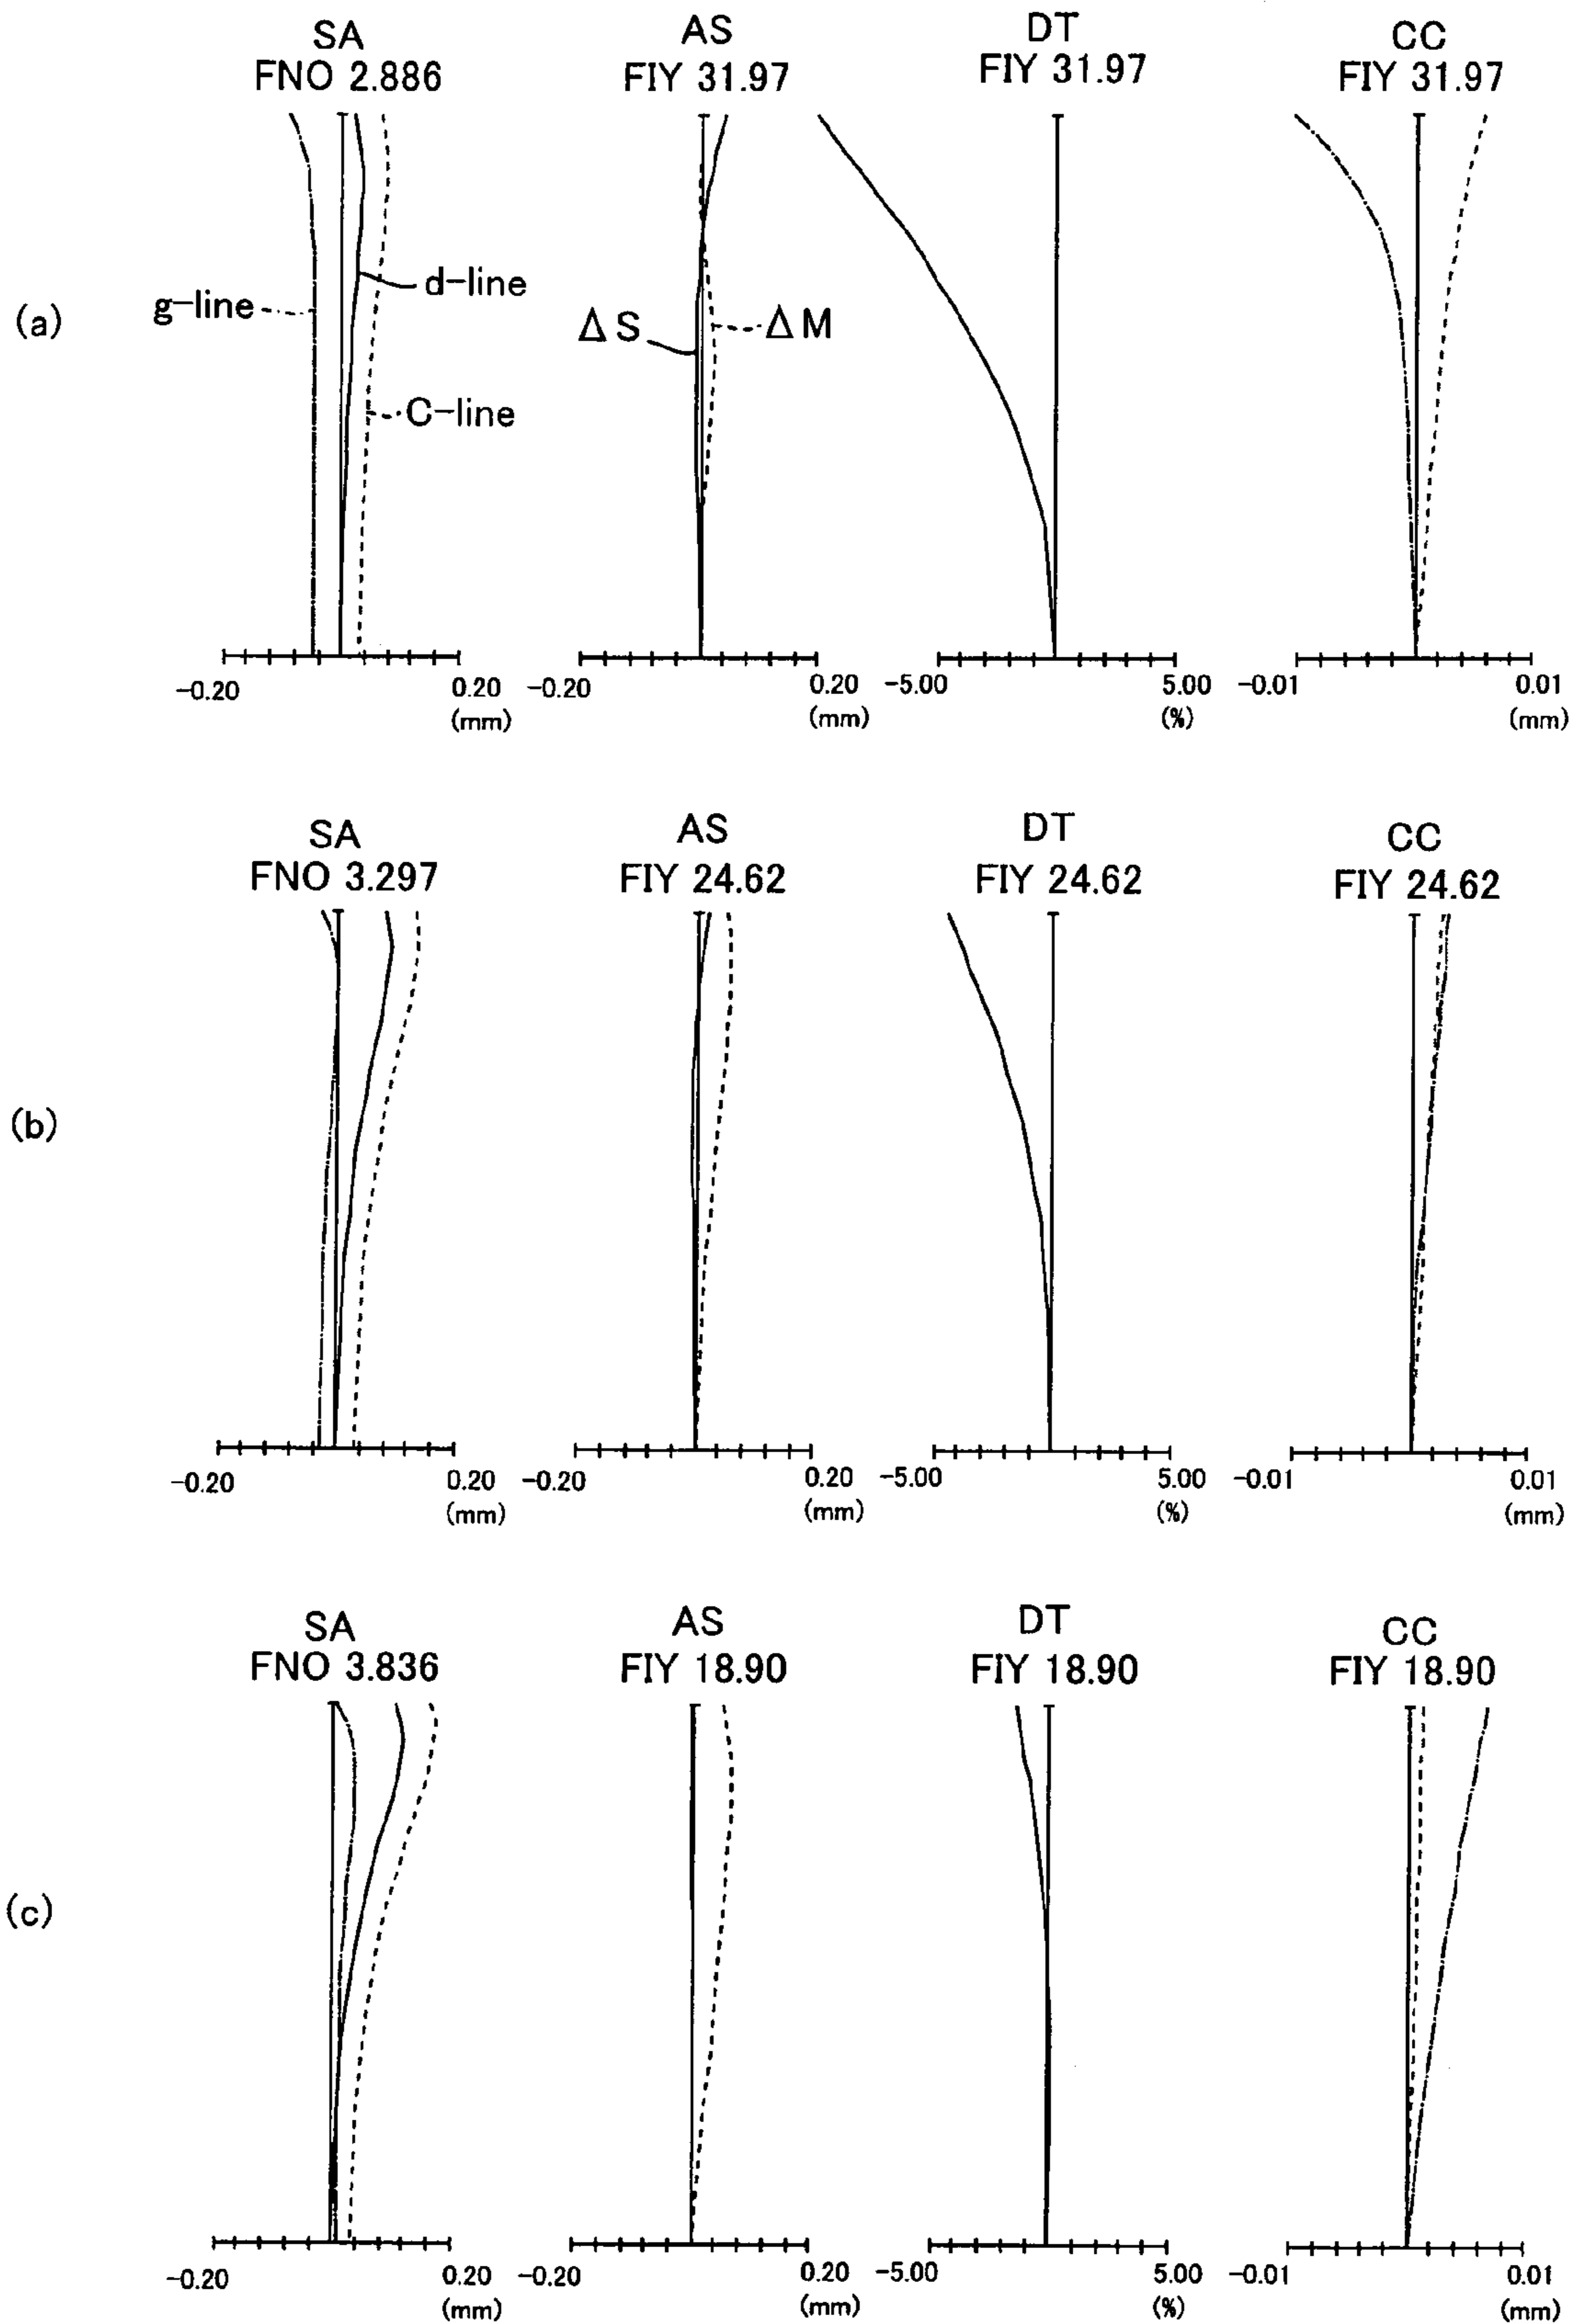 SA
FNO 2.886
AS
FIY 31.97
DT
FIY 31.97
CC
FIY 31.97
(a)
g-line
d-line
C-line
ΔS
ΔM
-0.20
0.20
(mm)
-0.20
0.20
(mm)
-5.00
5.00
(%)
-0.01
0.01
(mm)
SA
FNO 3.297
AS
FIY 24.62
DT
FIY 24.62
CC
FIY 24.62
(b)
-0.20
0.20
(mm)
-0.20
0.20
(mm)
-5.00
5.00
(%)
-0.01
0.01
(mm)
SA
FNO 3.836
AS
FIY 18.90
DT
FIY 18.90
CC
FIY 18.90
(c)
-0.20
0.20
(mm)
-0.20
0.20
(mm)
-5.00
5.00
(%)
-0.01
0.01
(mm)